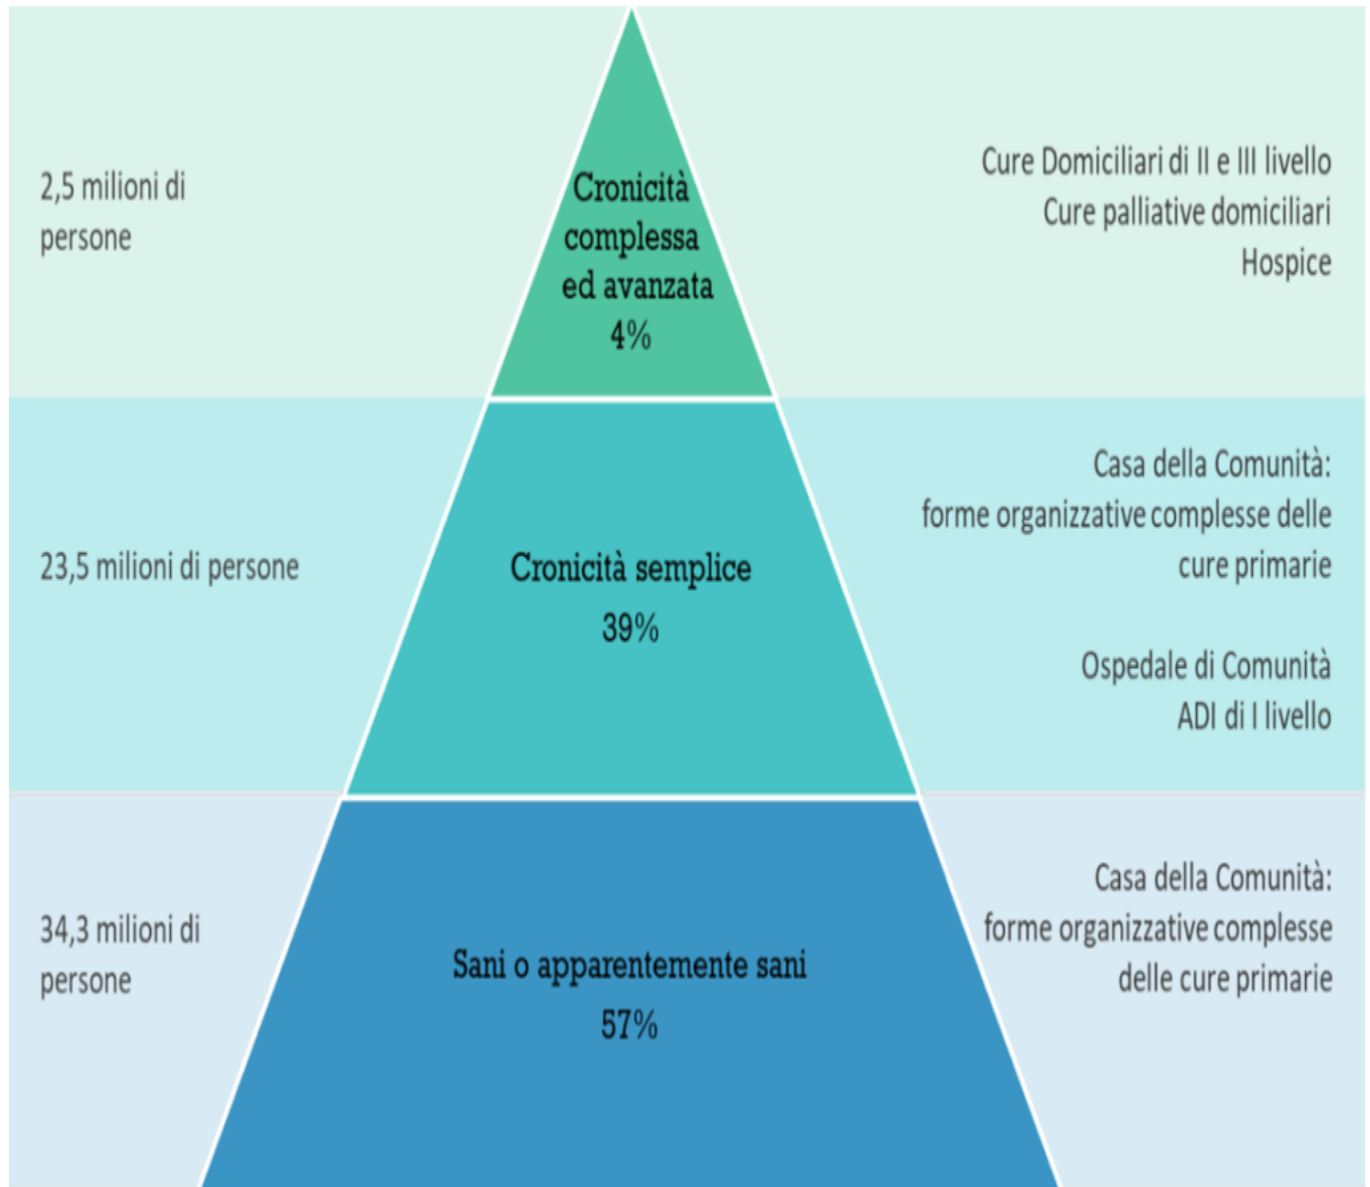 2,5 milioni di
persone
Cronicità
complessa
ed avanzata
4%
Cure Domiciliari di II e III livello
Cure palliative domiciliari
Hospice
23,5 milioni di persone
Cronicità semplice
39%
Casa della Comunità:
forme organizzative complesse delle
cure primarie
Ospedale di Comunità
ADI di I livello
34,3 milioni di
persone
Sani o apparentemente sani
57%
Casa della Comunità:
forme organizzative complesse
delle cure primarie